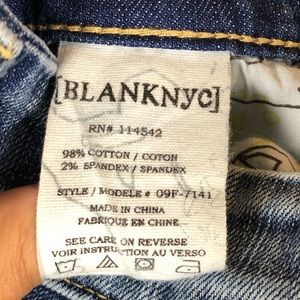 [BLANKNYC]
RN# 114542
98% COTTON / COTON
2% SPANDEX / SPANDEX
STYLE / MODELE # 09F-7141
MADE IN CHINA
FABRIQUE EN CHINE
SEE CARE ON REVERSE
VOIR INSTRUCTION AU VERSO